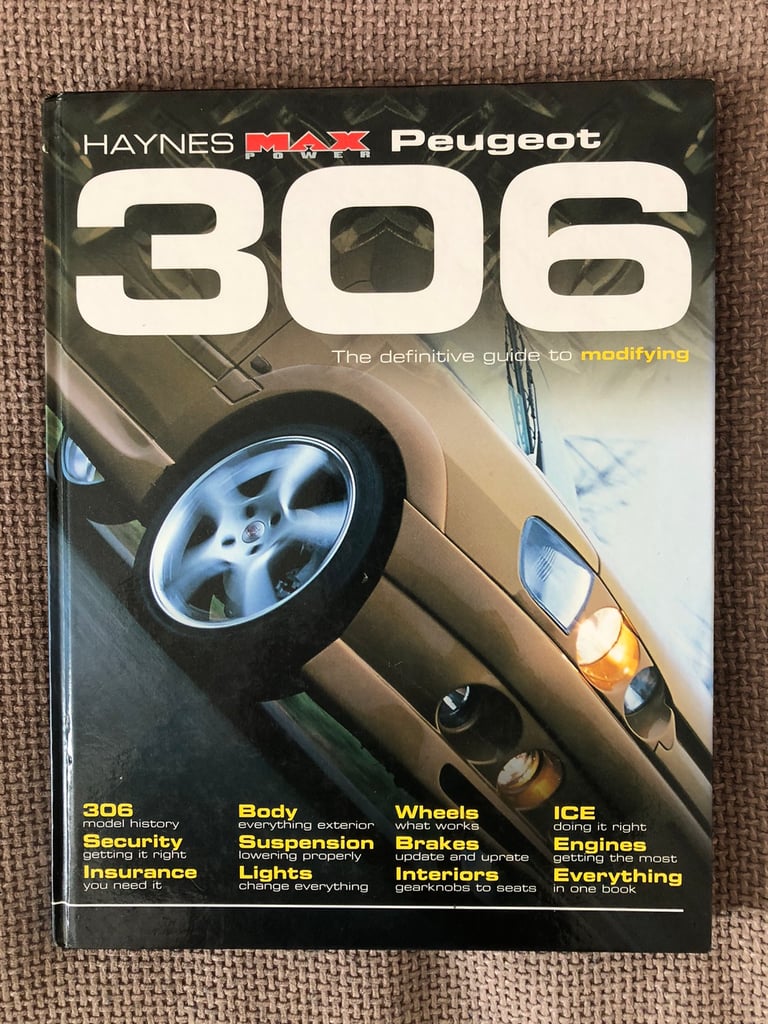 HAYNES MAX POWER Peugeot
306
The definitive guide to modifying
306
model history
Security
getting it right
Insurance
you need it
Body
everything exterior
Suspension
lowering properly
Lights
change everything
Wheels
what works
Brakes
update and uprate
Interiors
gearknobs to seats
ICE
doing it right
Engines
getting the most
Everything
in one book